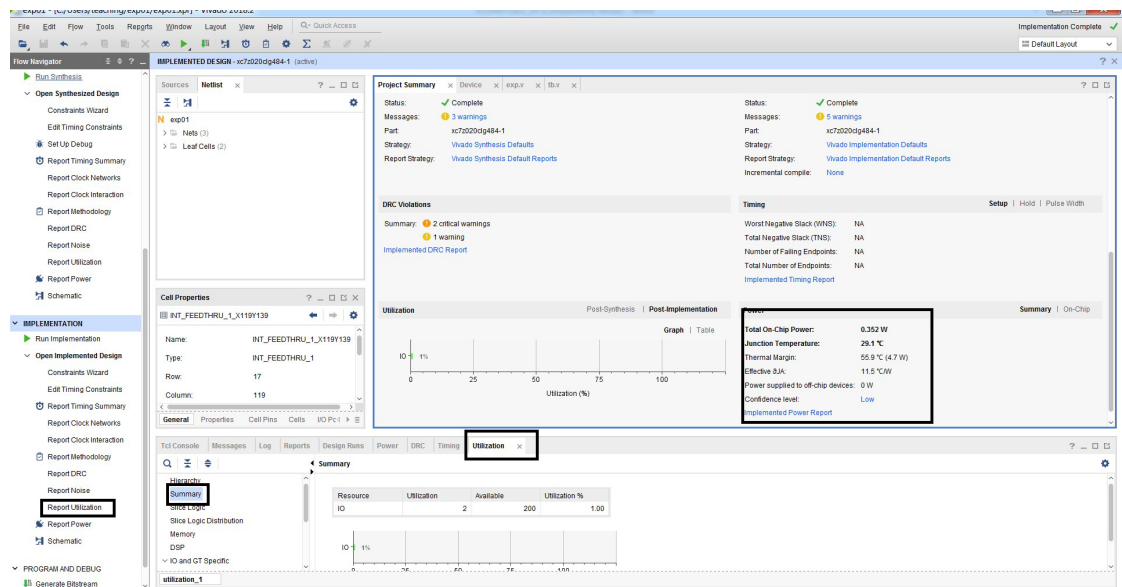 exp01 - [C:/Users/teaching/exp01/exp01.xpr] - Vivado 2018.2
File Edit Flow Tools Reports Window Layout View Help Quick Access
Implementation Complete
Default Layout
Flow Navigator
IMPLEMENTED DESIGN - xc7z020clg484-1 (active)
Run Synthesis
Open Synthesized Design
Constraints Wizard
Edit Timing Constraints
Set Up Debug
Report Timing Summary
Report Clock Networks
Report Clock Interaction
Report Methodology
Report DRC
Report Noise
Report Utilization
Report Power
Schematic
IMPLEMENTATION
Run Implementation
Open Implemented Design
Constraints Wizard
Edit Timing Constraints
Report Timing Summary
Report Clock Networks
Report Clock Interaction
Report Methodology
Report DRC
Report Noise
Report Utilization
Report Power
Schematic
PROGRAM AND DEBUG
Generate Bitstream
Sources Netlist
N exp01
Nets (3)
Leaf Cells (2)
Cell Properties
INT_FEEDTHRU_1_X119Y139
Name: INT_FEEDTHRU_1_X119Y139
Type: INT_FEEDTHRU_1
Row: 17
Column: 119
General Properties Cell Pins Cells I/O Po
Project Summary Device exp.v tb.v
Status: Complete
Messages: 3 warnings
Part: xc7z020clg484-1
Strategy: Vivado Synthesis Defaults
Report Strategy: Vivado Synthesis Default Reports
Status: Complete
Messages: 5 warnings
Part: xc7z020clg484-1
Strategy: Vivado Implementation Defaults
Report Strategy: Vivado Implementation Default Reports
Incremental compile: None
DRC Violations
Summary: 2 critical warnings
1 warning
Implemented DRC Report
Timing Setup | Hold | Pulse Width
Worst Negative Slack (WNS): NA
Total Negative Slack (TNS): NA
Number of Failing Endpoints: NA
Total Number of Endpoints: NA
Implemented Timing Report
Utilization Post-Synthesis | Post-Implementation
Graph | Table
IO 1%
0 25 50 75 100
Utilization (%)
Power Summary | On-Chip
Total On-Chip Power: 0.352 W
Junction Temperature: 29.1 °C
Thermal Margin: 55.9 °C (4.7 W)
Effective ϑJA: 11.5 °C/W
Power supplied to off-chip devices: 0 W
Confidence level: Low
Implemented Power Report
Tcl Console Messages Log Reports Design Runs Power DRC Timing Utilization
Summary
Hierarchy
Summary
Slice Logic
Slice Logic Distribution
Memory
DSP
IO and GT Specific
Resource Utilization Available Utilization %
IO 2 200 1.00
IO 1%
0 25 50 75 100
utilization_1